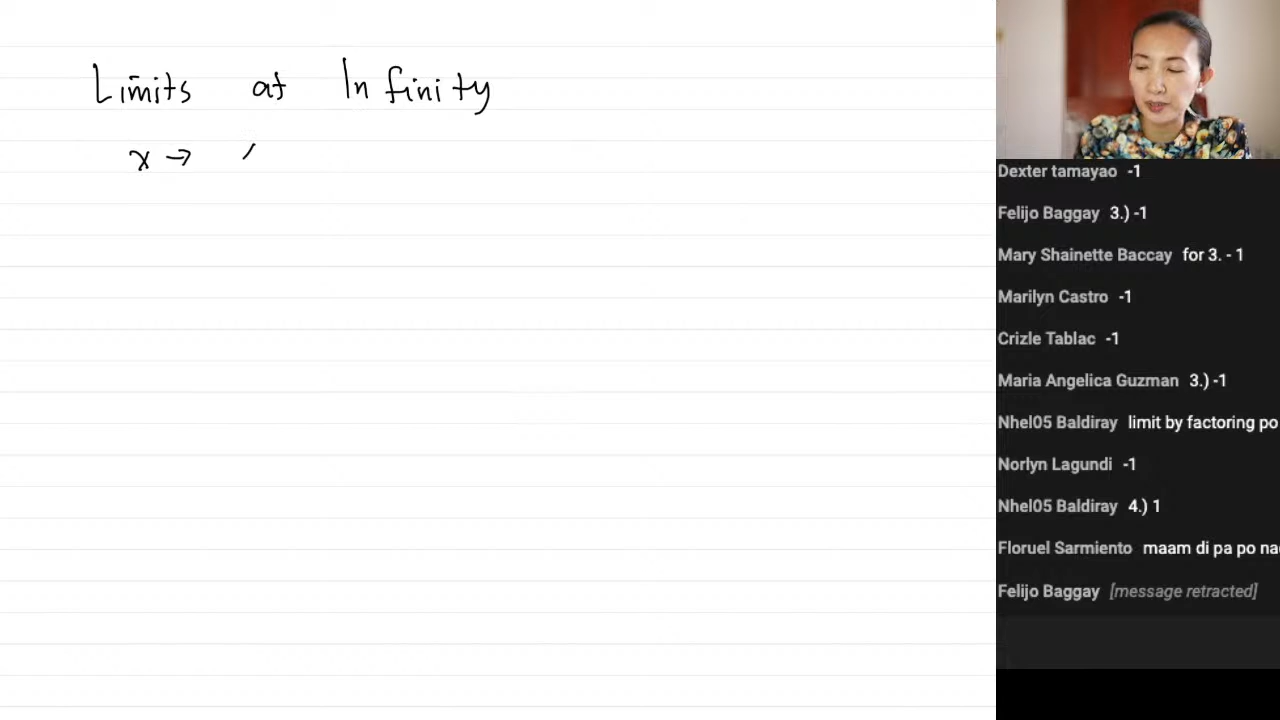 Limits at Infinity
x →
Dexter tamayao -1
Felijo Baggay 3.) -1
Mary Shainette Baccay for 3. - 1
Marilyn Castro -1
Crizle Tablac -1
Maria Angelica Guzman 3.) -1
Nhel05 Baldiray limit by factoring po
Norlyn Lagundi -1
Nhel05 Baldiray 4.) 1
Floruel Sarmiento maam di pa po
Felijo Baggay [message retracted]